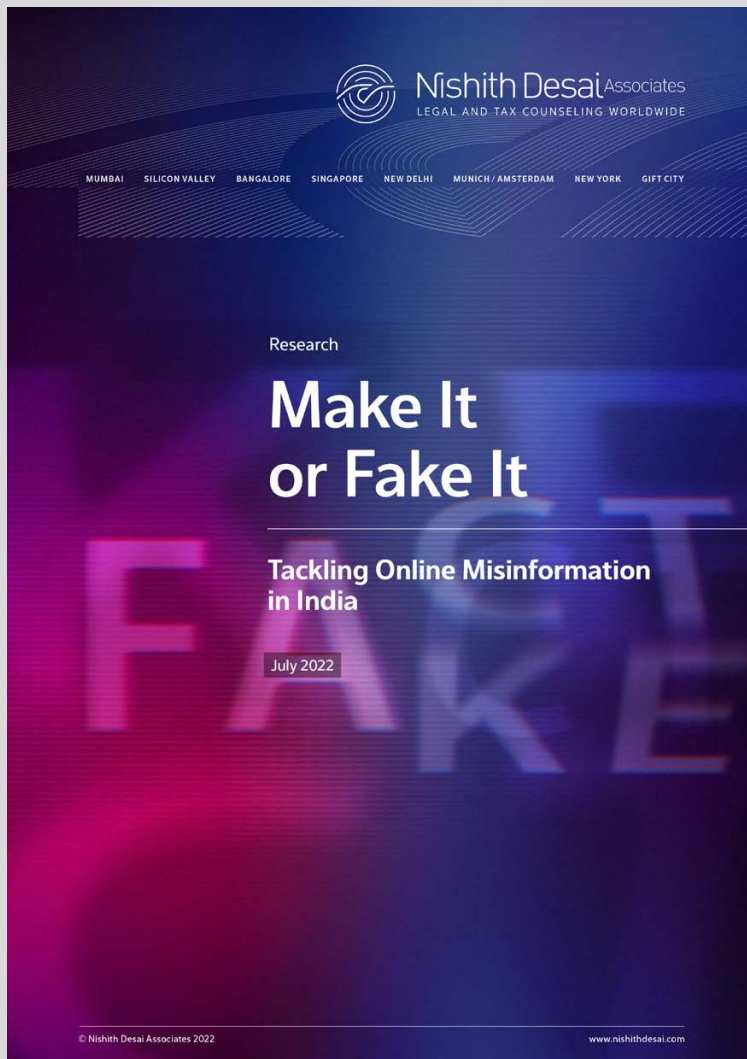 Nishith Desai Associates
LEGAL AND TAX COUNSELING WORLDWIDE
MUMBAI SILICON VALLEY BANGALORE SINGAPORE NEW DELHI MUNICH / AMSTERDAM NEW YORK GIFT CITY
Research
Make It
or Fake It
Tackling Online Misinformation
in India
July 2022
FACT
KE
© Nishith Desai Associates 2022 www.nishithdesai.com